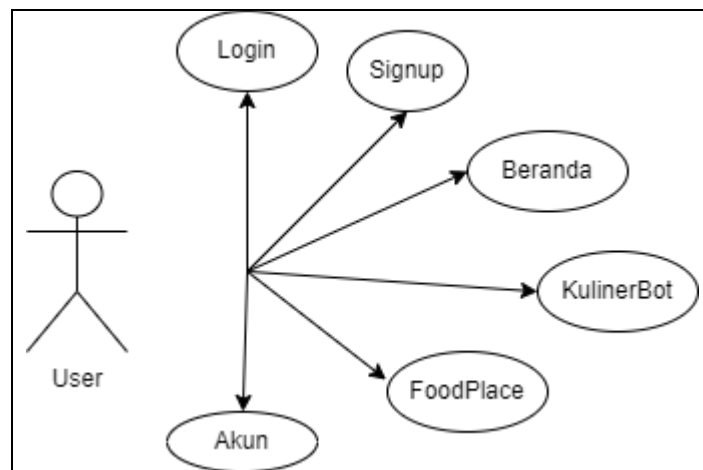 Login
Signup
Beranda
KulinerBot
FoodPlace
Akun
User